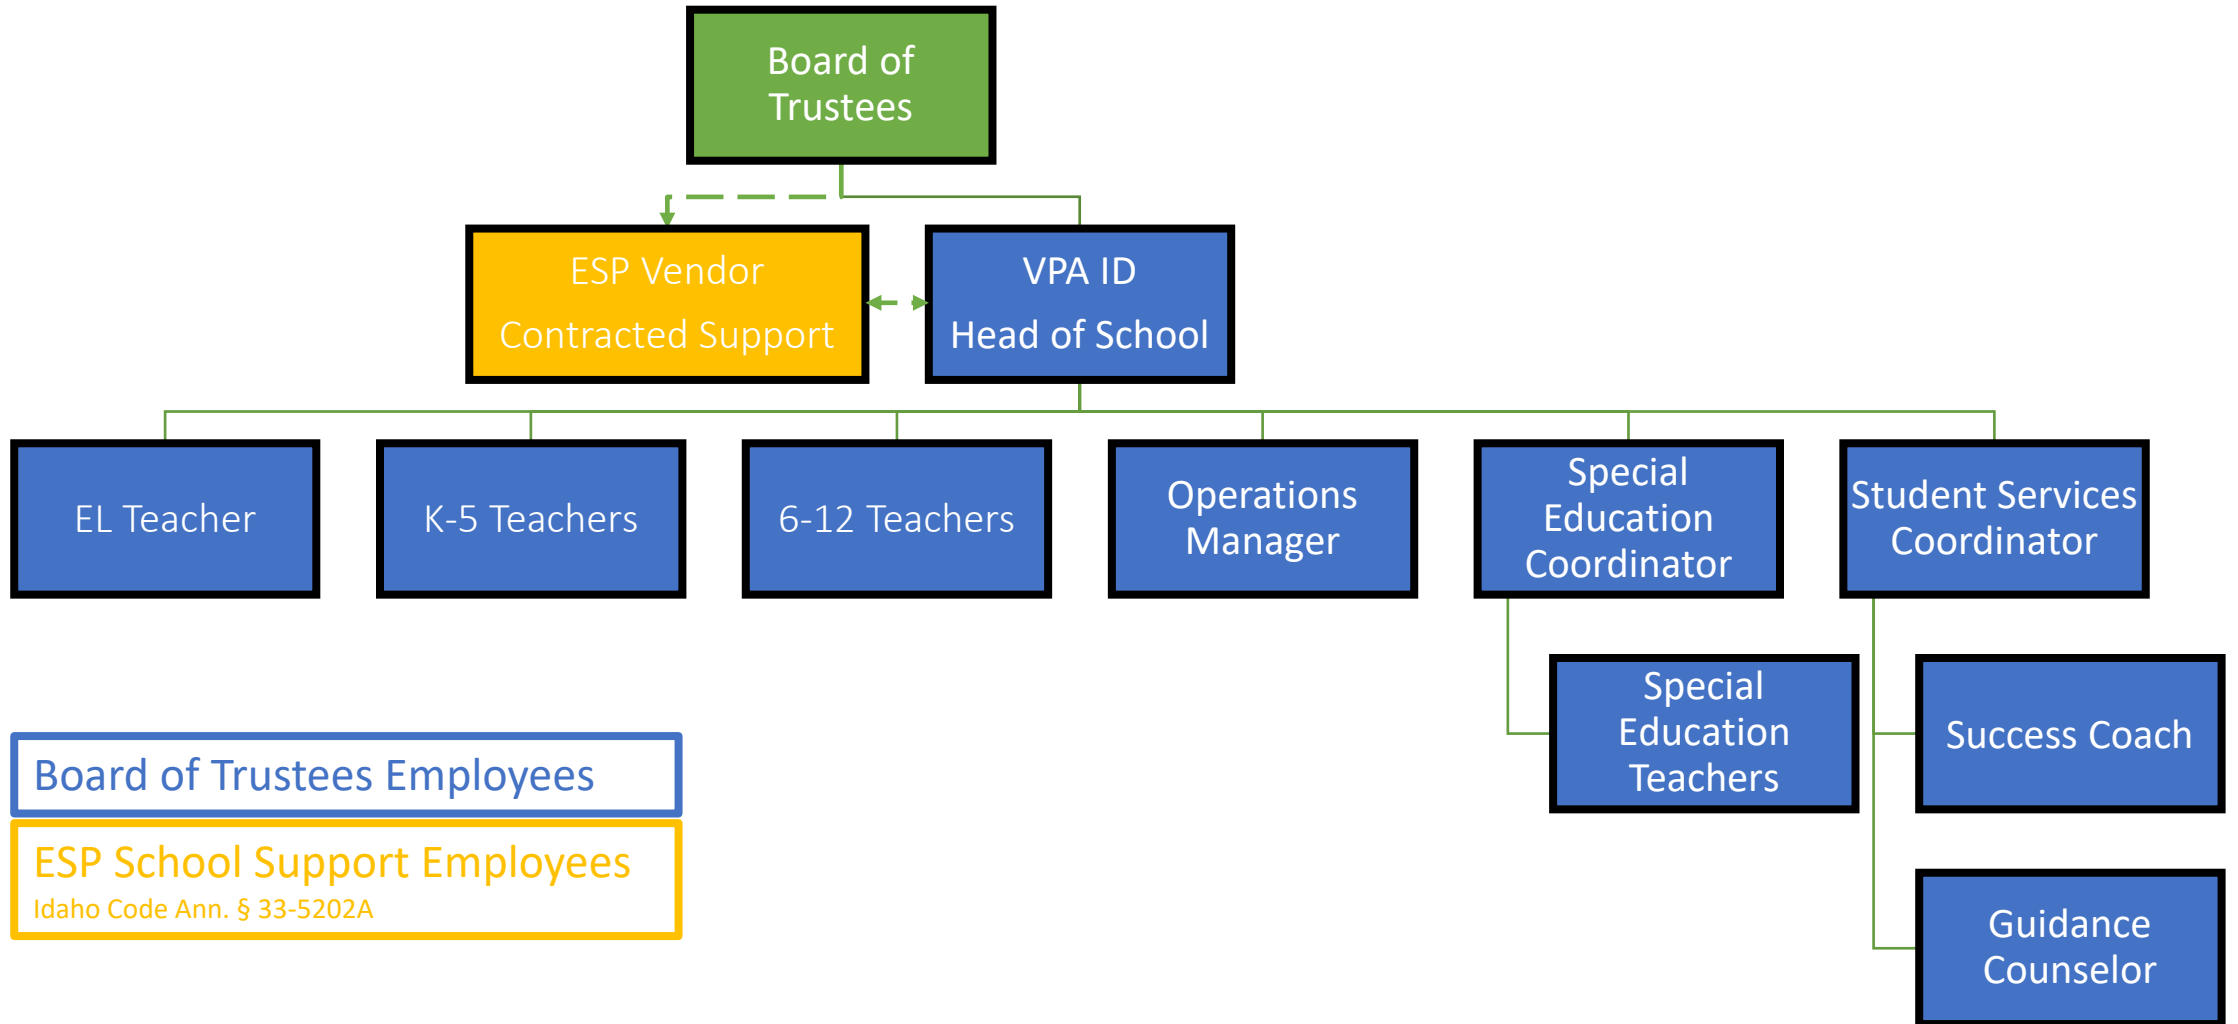 Board of
Trustees
ESP Vendor
Contracted Support
VPA ID
Head of School
EL Teacher
K-5 Teachers
6-12 Teachers
Operations
Manager
Special
Education
Coordinator
Student Services
Coordinator
Special
Education
Teachers
Success Coach
Guidance
Counselor
Board of Trustees Employees
ESP School Support Employees
Idaho Code Ann. § 33-5202A